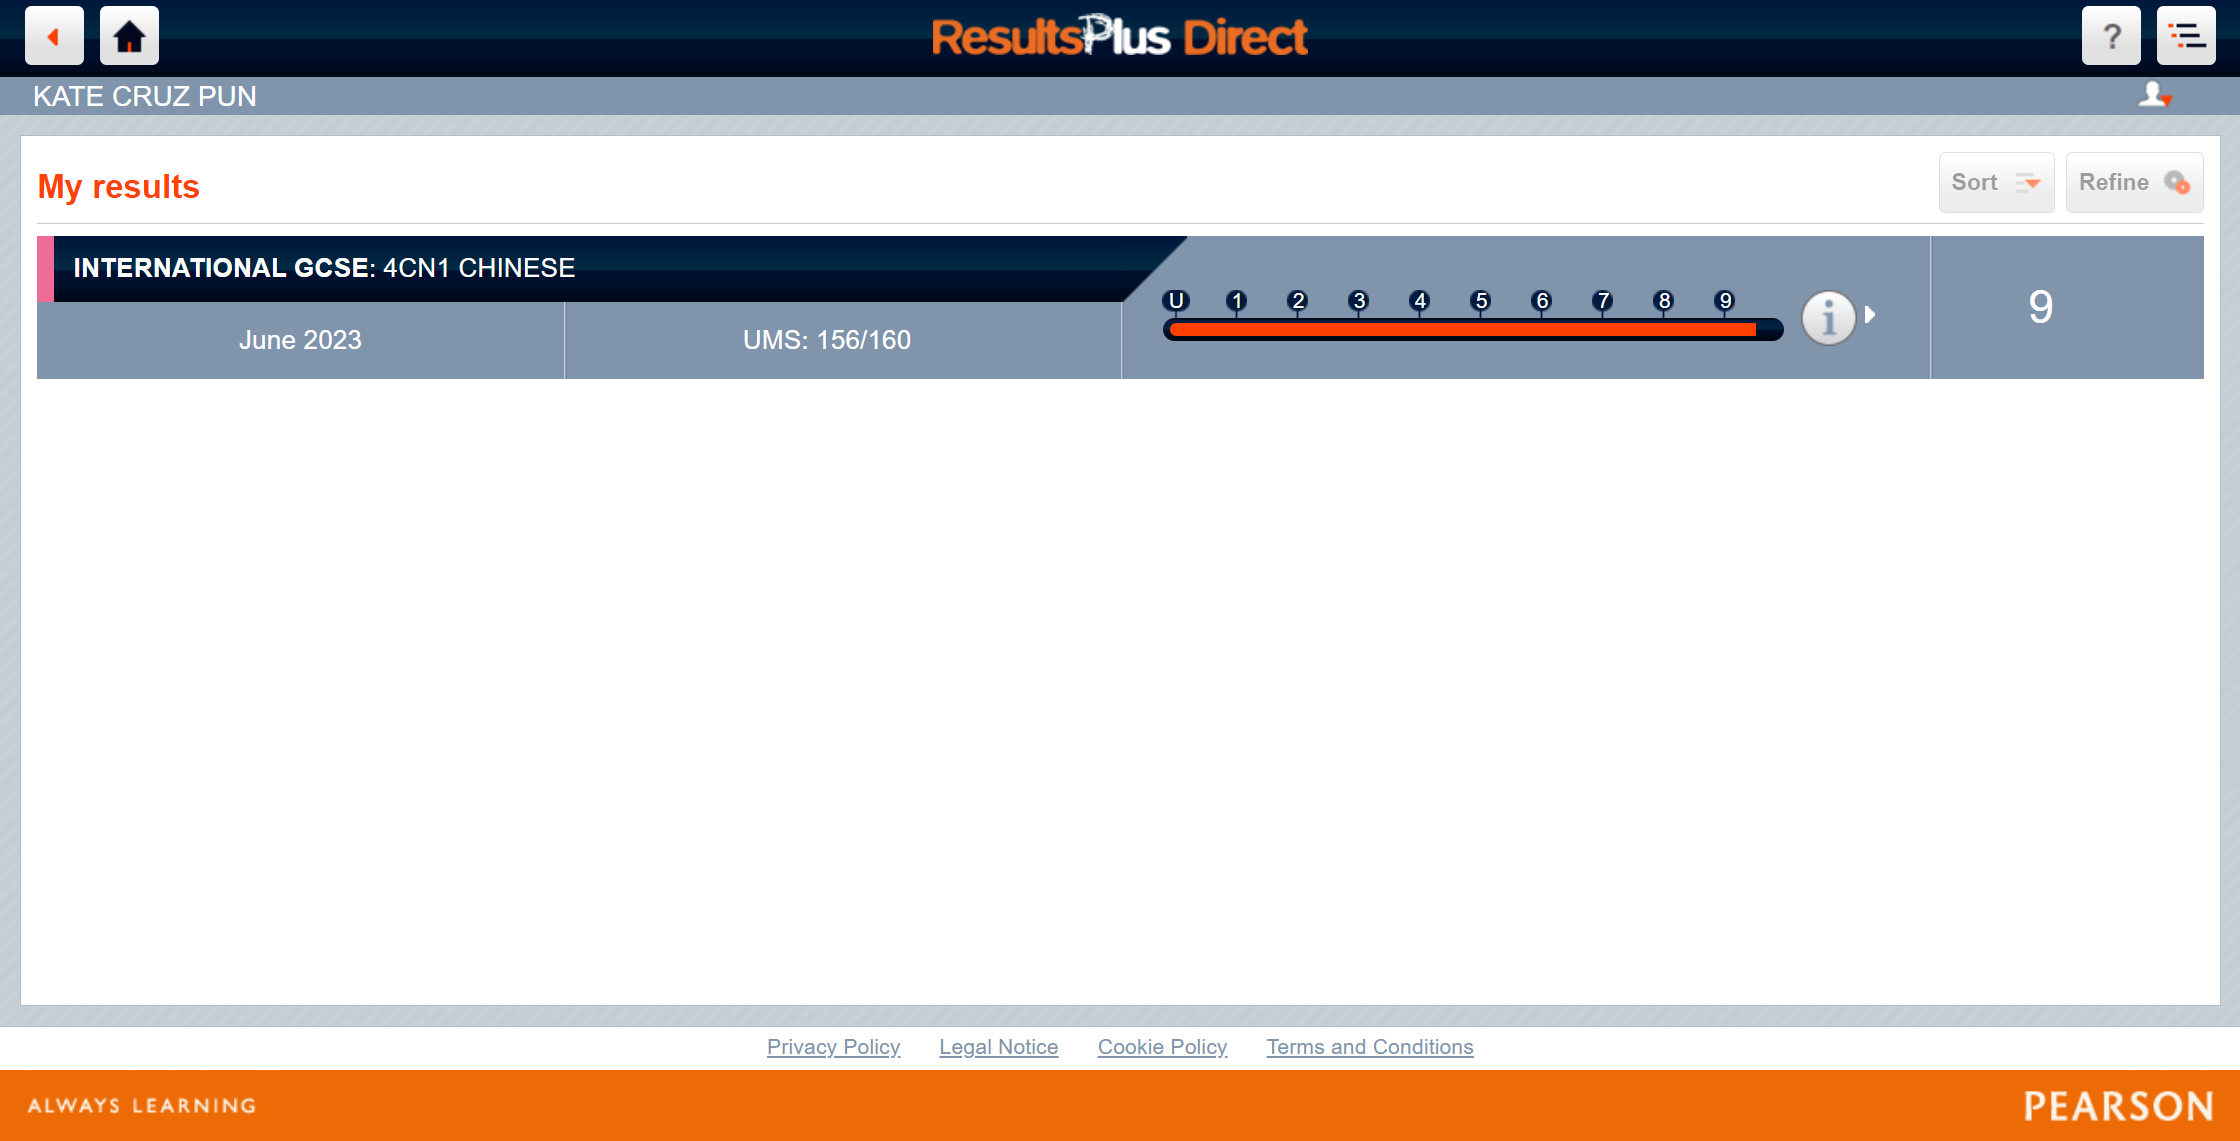 ResultsPlus Direct
?
KATE CRUZ PUN
My results
Sort
Refine
INTERNATIONAL GCSE: 4CN1 CHINESE
U 1 2 3 4 5 6 7 8 9
i
9
June 2023
UMS: 156/160
Privacy Policy Legal Notice Cookie Policy Terms and Conditions
ALWAYS LEARNING
PEARSON